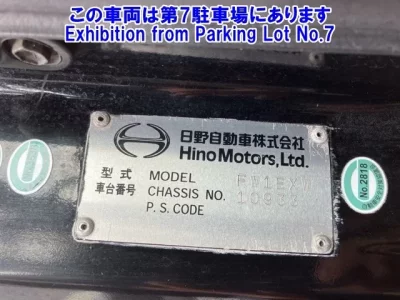 この車両は第7駐車場にあります
Exhibition from Parking Lot No.7
日野自動車株式会社
Hino Motors, Ltd.
型式 MODEL
車台番号 CHASSIS NO.
P.S. CODE
No 2818